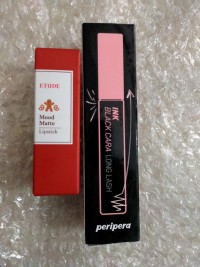 ETUDE
Mood
Matte
Lipstick
INK
BLACK CARA LONG LASH
peripera